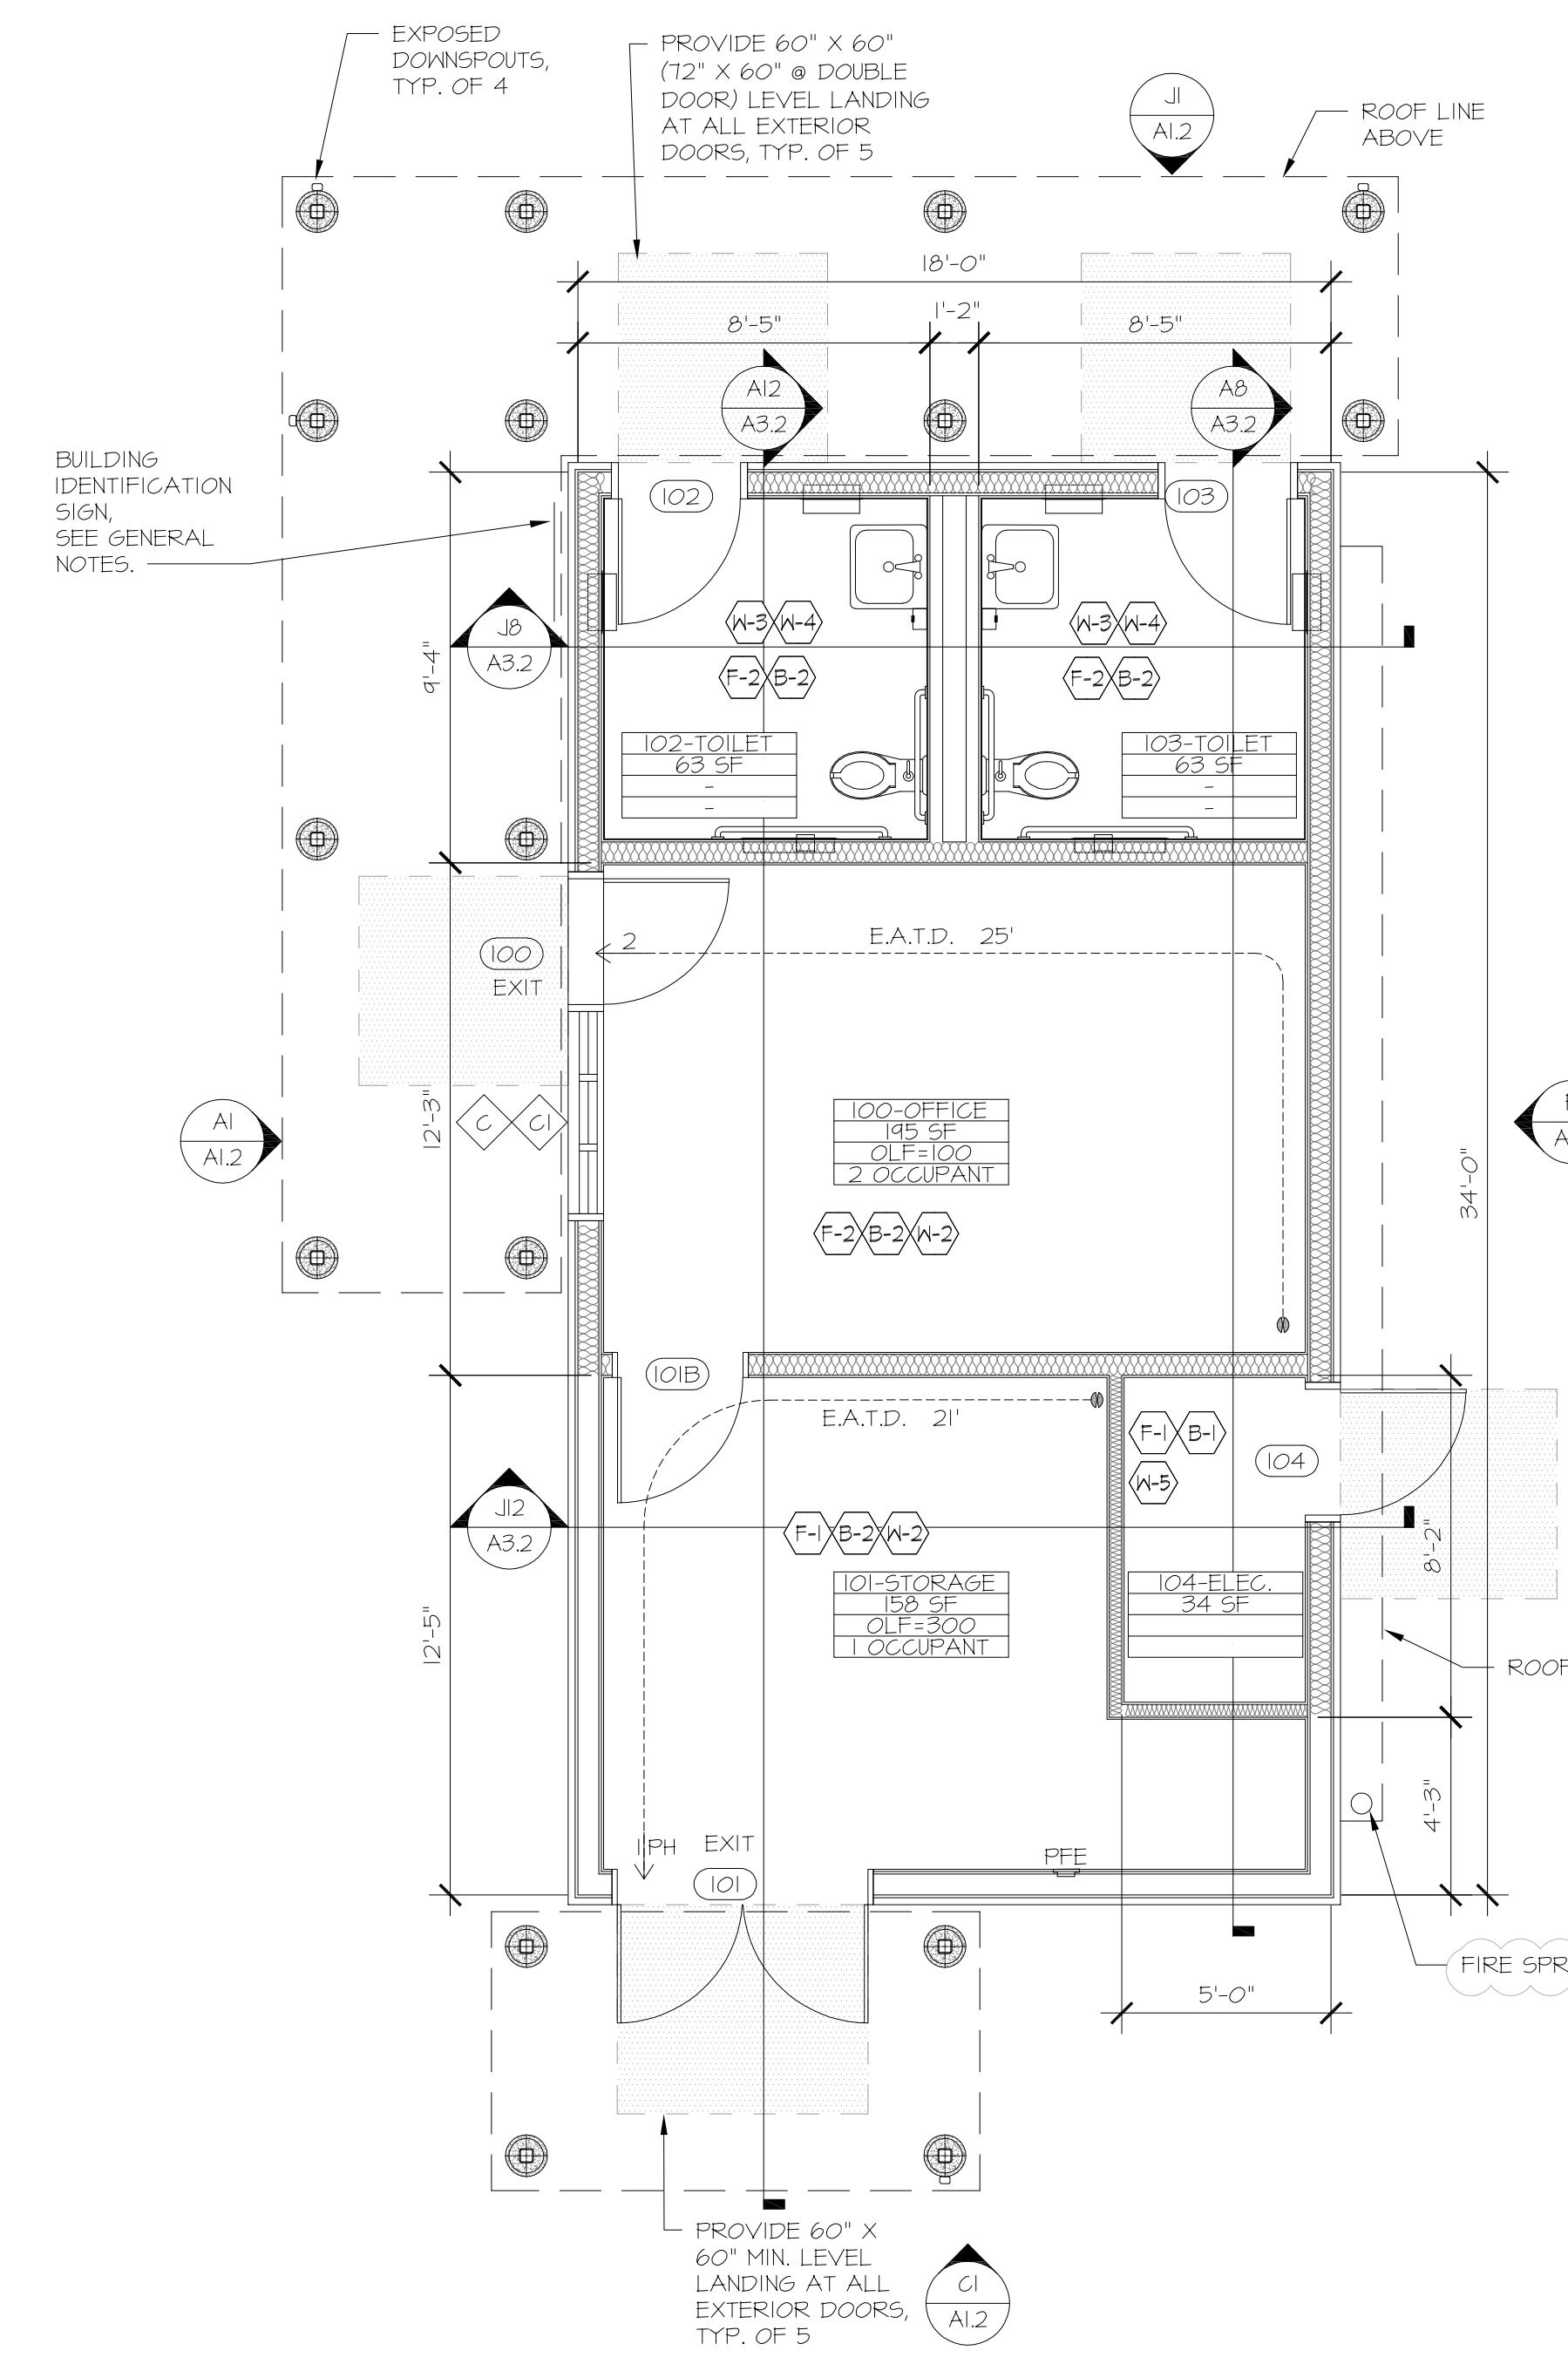 EXPOSED
DOWNSPOUTS,
TYP. OF 4
PROVIDE 60" X 60"
(72" X 60" @ DOUBLE
DOOR) LEVEL LANDING
AT ALL EXTERIOR
DOORS, TYP. OF 5
J1
A1.2
ROOF LINE
ABOVE
18'-0"
8'-5"
1'-2"
8'-5"
A12
A3.2
A8
A3.2
BUILDING
IDENTIFICATION
SIGN,
SEE GENERAL
NOTES.
102
103
J8
A3.2
9'-4"
W-3 W-4
F-2 B-2
W-3 W-4
F-2 B-2
102-TOILET
63 SF
-
-
103-TOILET
63 SF
-
-
100
EXIT
2
E.A.T.D. 25'
C C1
12'-3"
A1
A1.2
100-OFFICE
195 SF
OLF=100
2 OCCUPANT
F-2 B-2 W-2
34'-0"
101B
E.A.T.D. 21'
F-1 B-1
W-5
104
J12
A3.2
F-1 B-2 W-2
8'-2"
101-STORAGE
158 SF
OLF=300
1 OCCUPANT
104-ELEC.
34 SF
12'-5"
ROOF
4'-3"
1 PH
EXIT
101
PFE
FIRE SPR
5'-0"
PROVIDE 60" X
60" MIN. LEVEL
LANDING AT ALL
EXTERIOR DOORS,
TYP. OF 5
C1
A1.2